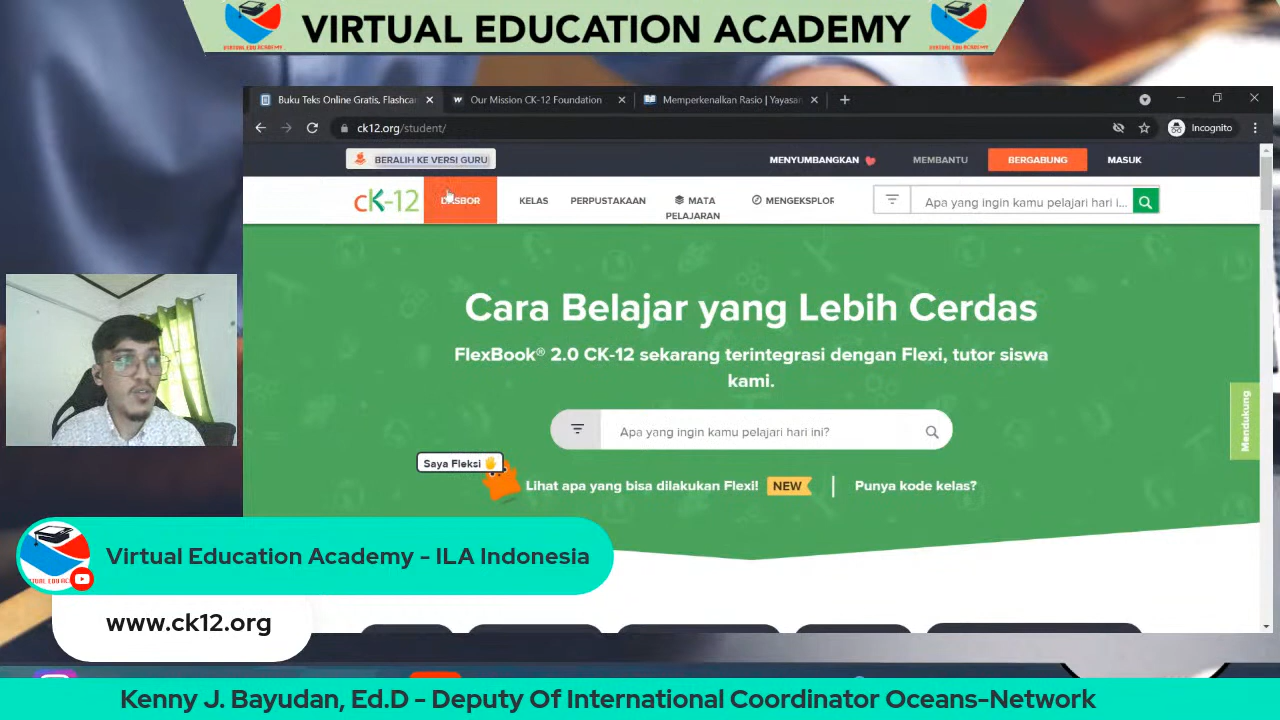 VIRTUAL EDUCATION ACADEMY
Buku Teks Online Gratis, Flashca
Our Mission CK-12 Foundation
Memperkenalkan Rasio | Yayasan
ck12.org/student/
Incognito
BERALIH KE VERSI GURU
MENYUMBANGKAN
MEMBANTU
BERGABUNG
MASUK
cK-12
DASBOR
KELAS
PERPUSTAKAAN
MATA
PELAJARAN
MENGEKSPLOR
Apa yang ingin kamu pelajari hari i...
Cara Belajar yang Lebih Cerdas
FlexBook® 2.0 CK-12 sekarang terintegrasi dengan Flexi, tutor siswa
kami.
Apa yang ingin kamu pelajari hari ini?
Saya Fleksi
Lihat apa yang bisa dilakukan Flexi! NEW
Punya kode kelas?
Mendukung
Virtual Education Academy - ILA Indonesia
www.ck12.org
Kenny J. Bayudan, Ed.D - Deputy Of International Coordinator Oceans-Network